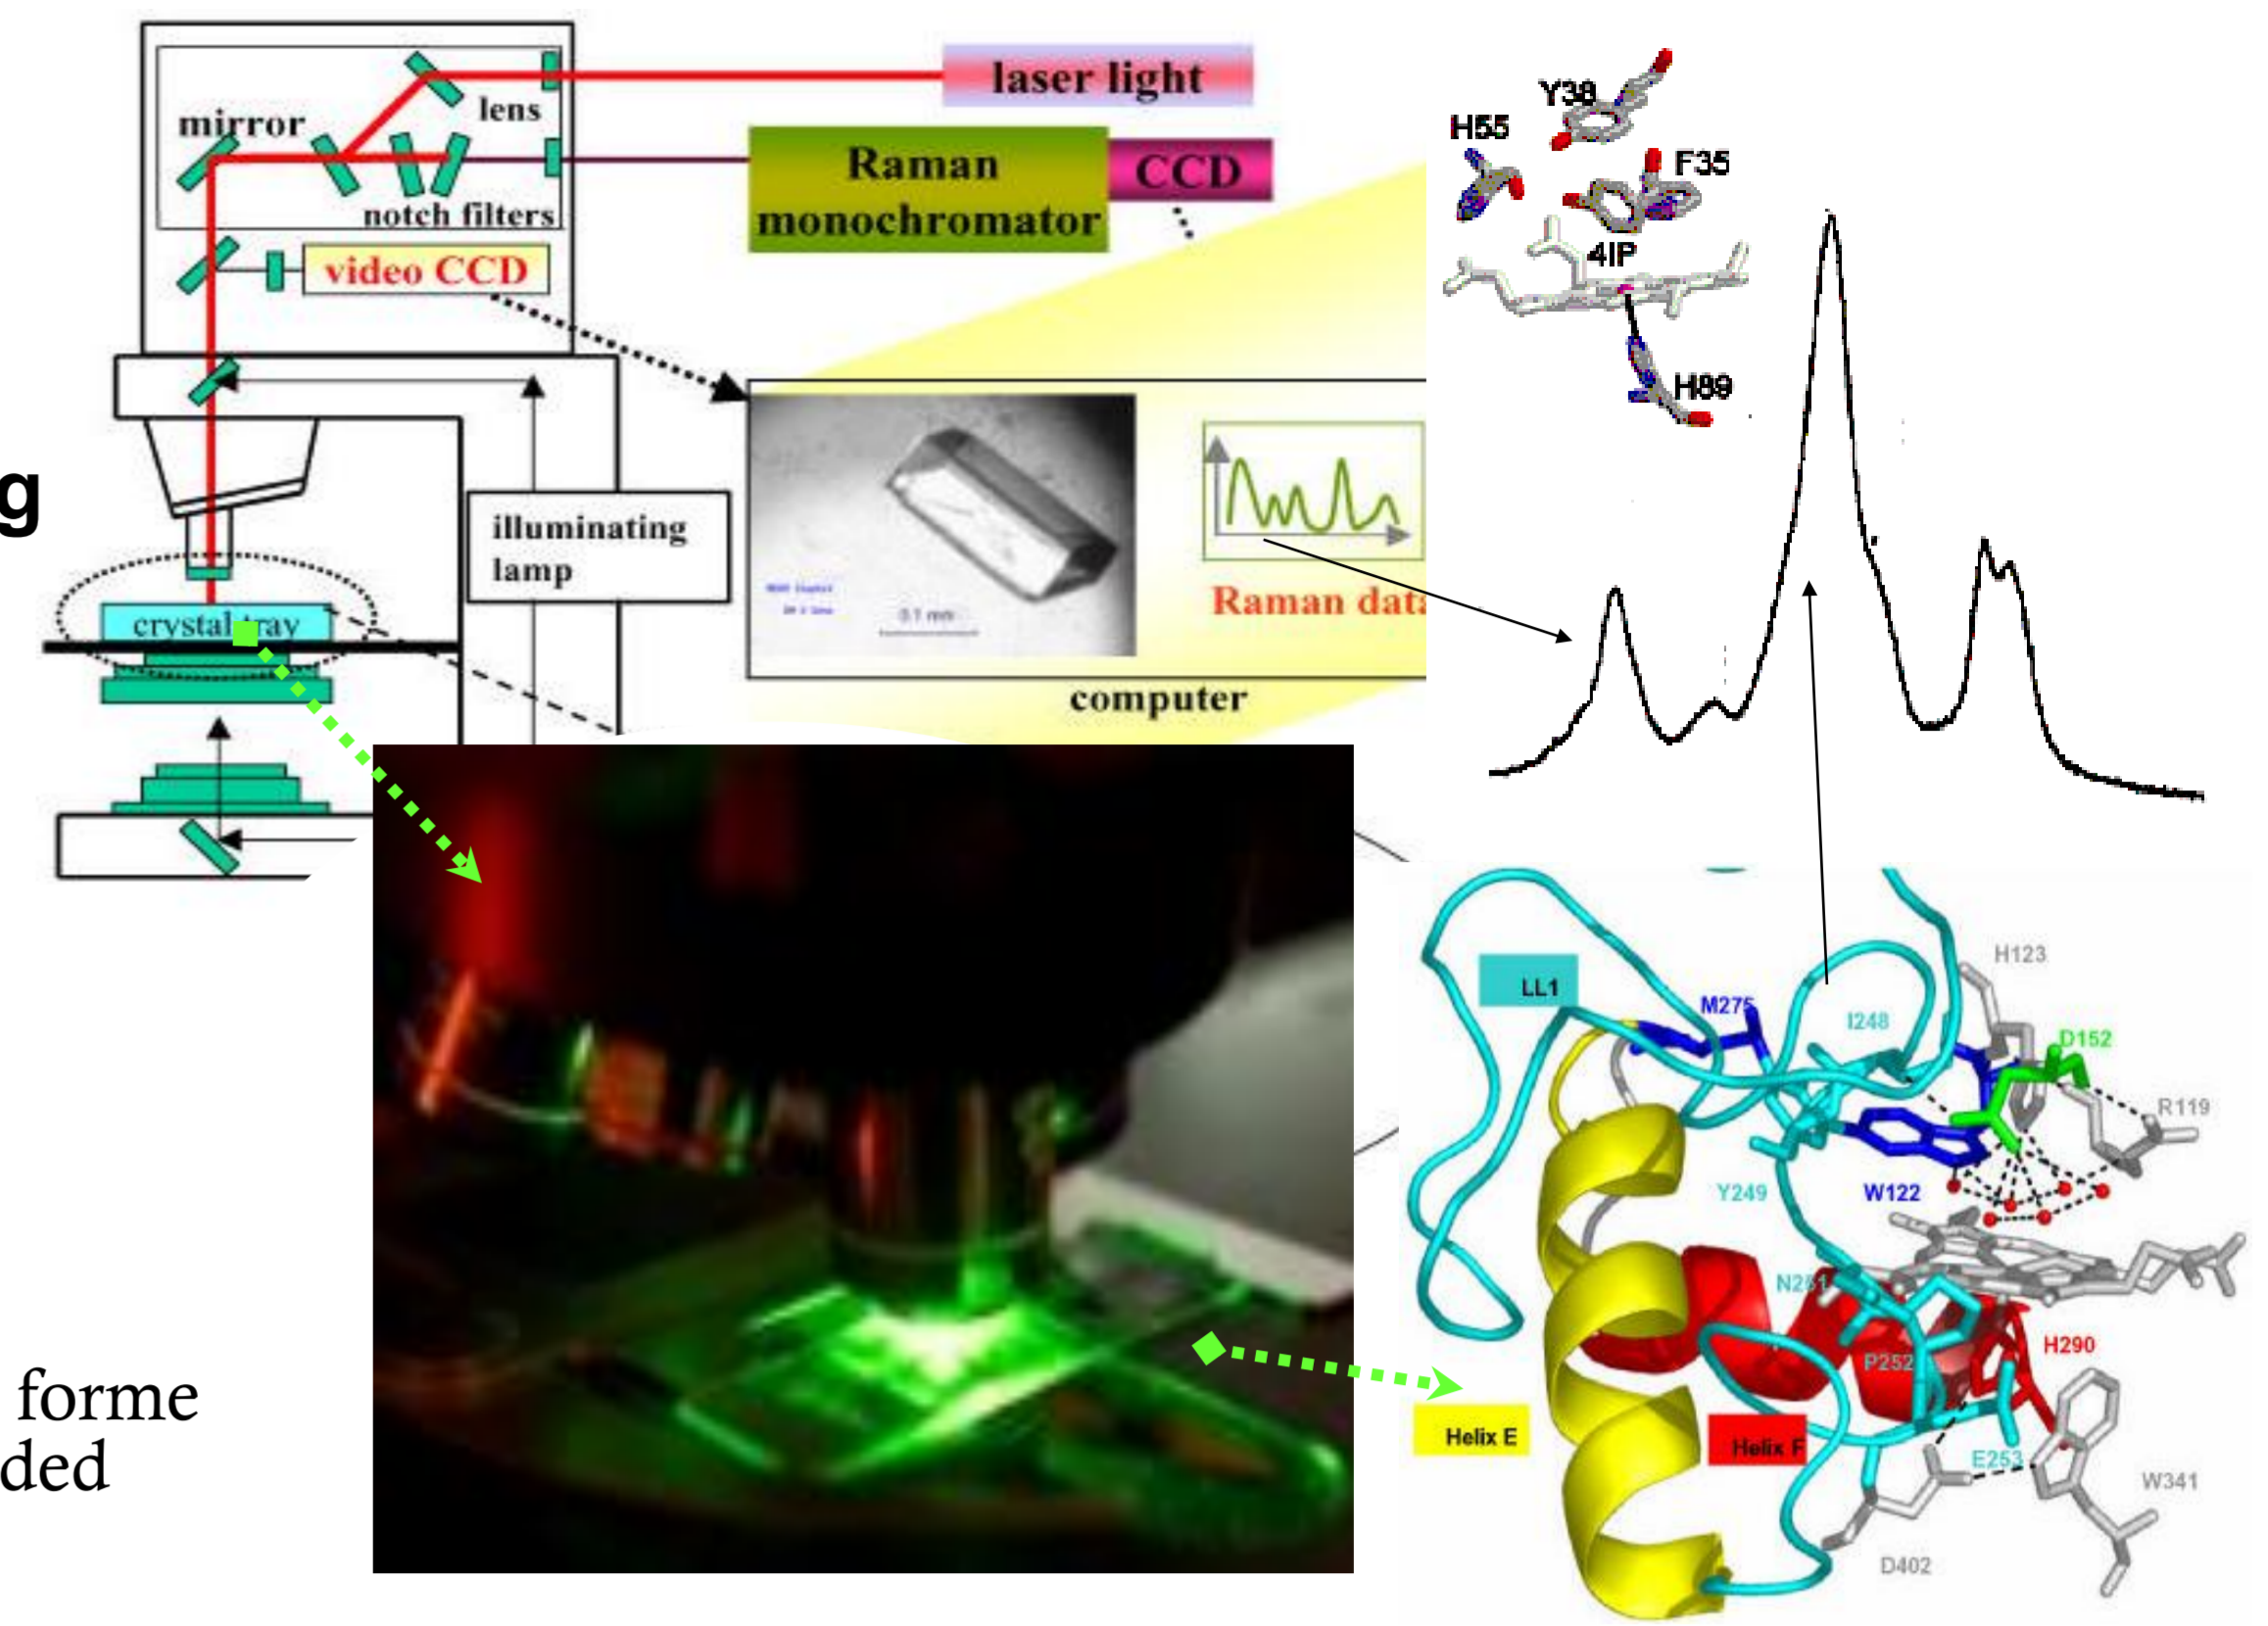 laser light
mirror
lens
Raman
monochromator
CCD
notch filters
video CCD
illuminating
lamp
crystal tray
0.1 mm
Raman data
computer
Y38
H55
F35
4IP
H89
g
forme
ded
LL1
M275
I248
H123
D152
R119
Y249
W122
P252
H290
Helix E
Helix F
E253
W341
D402